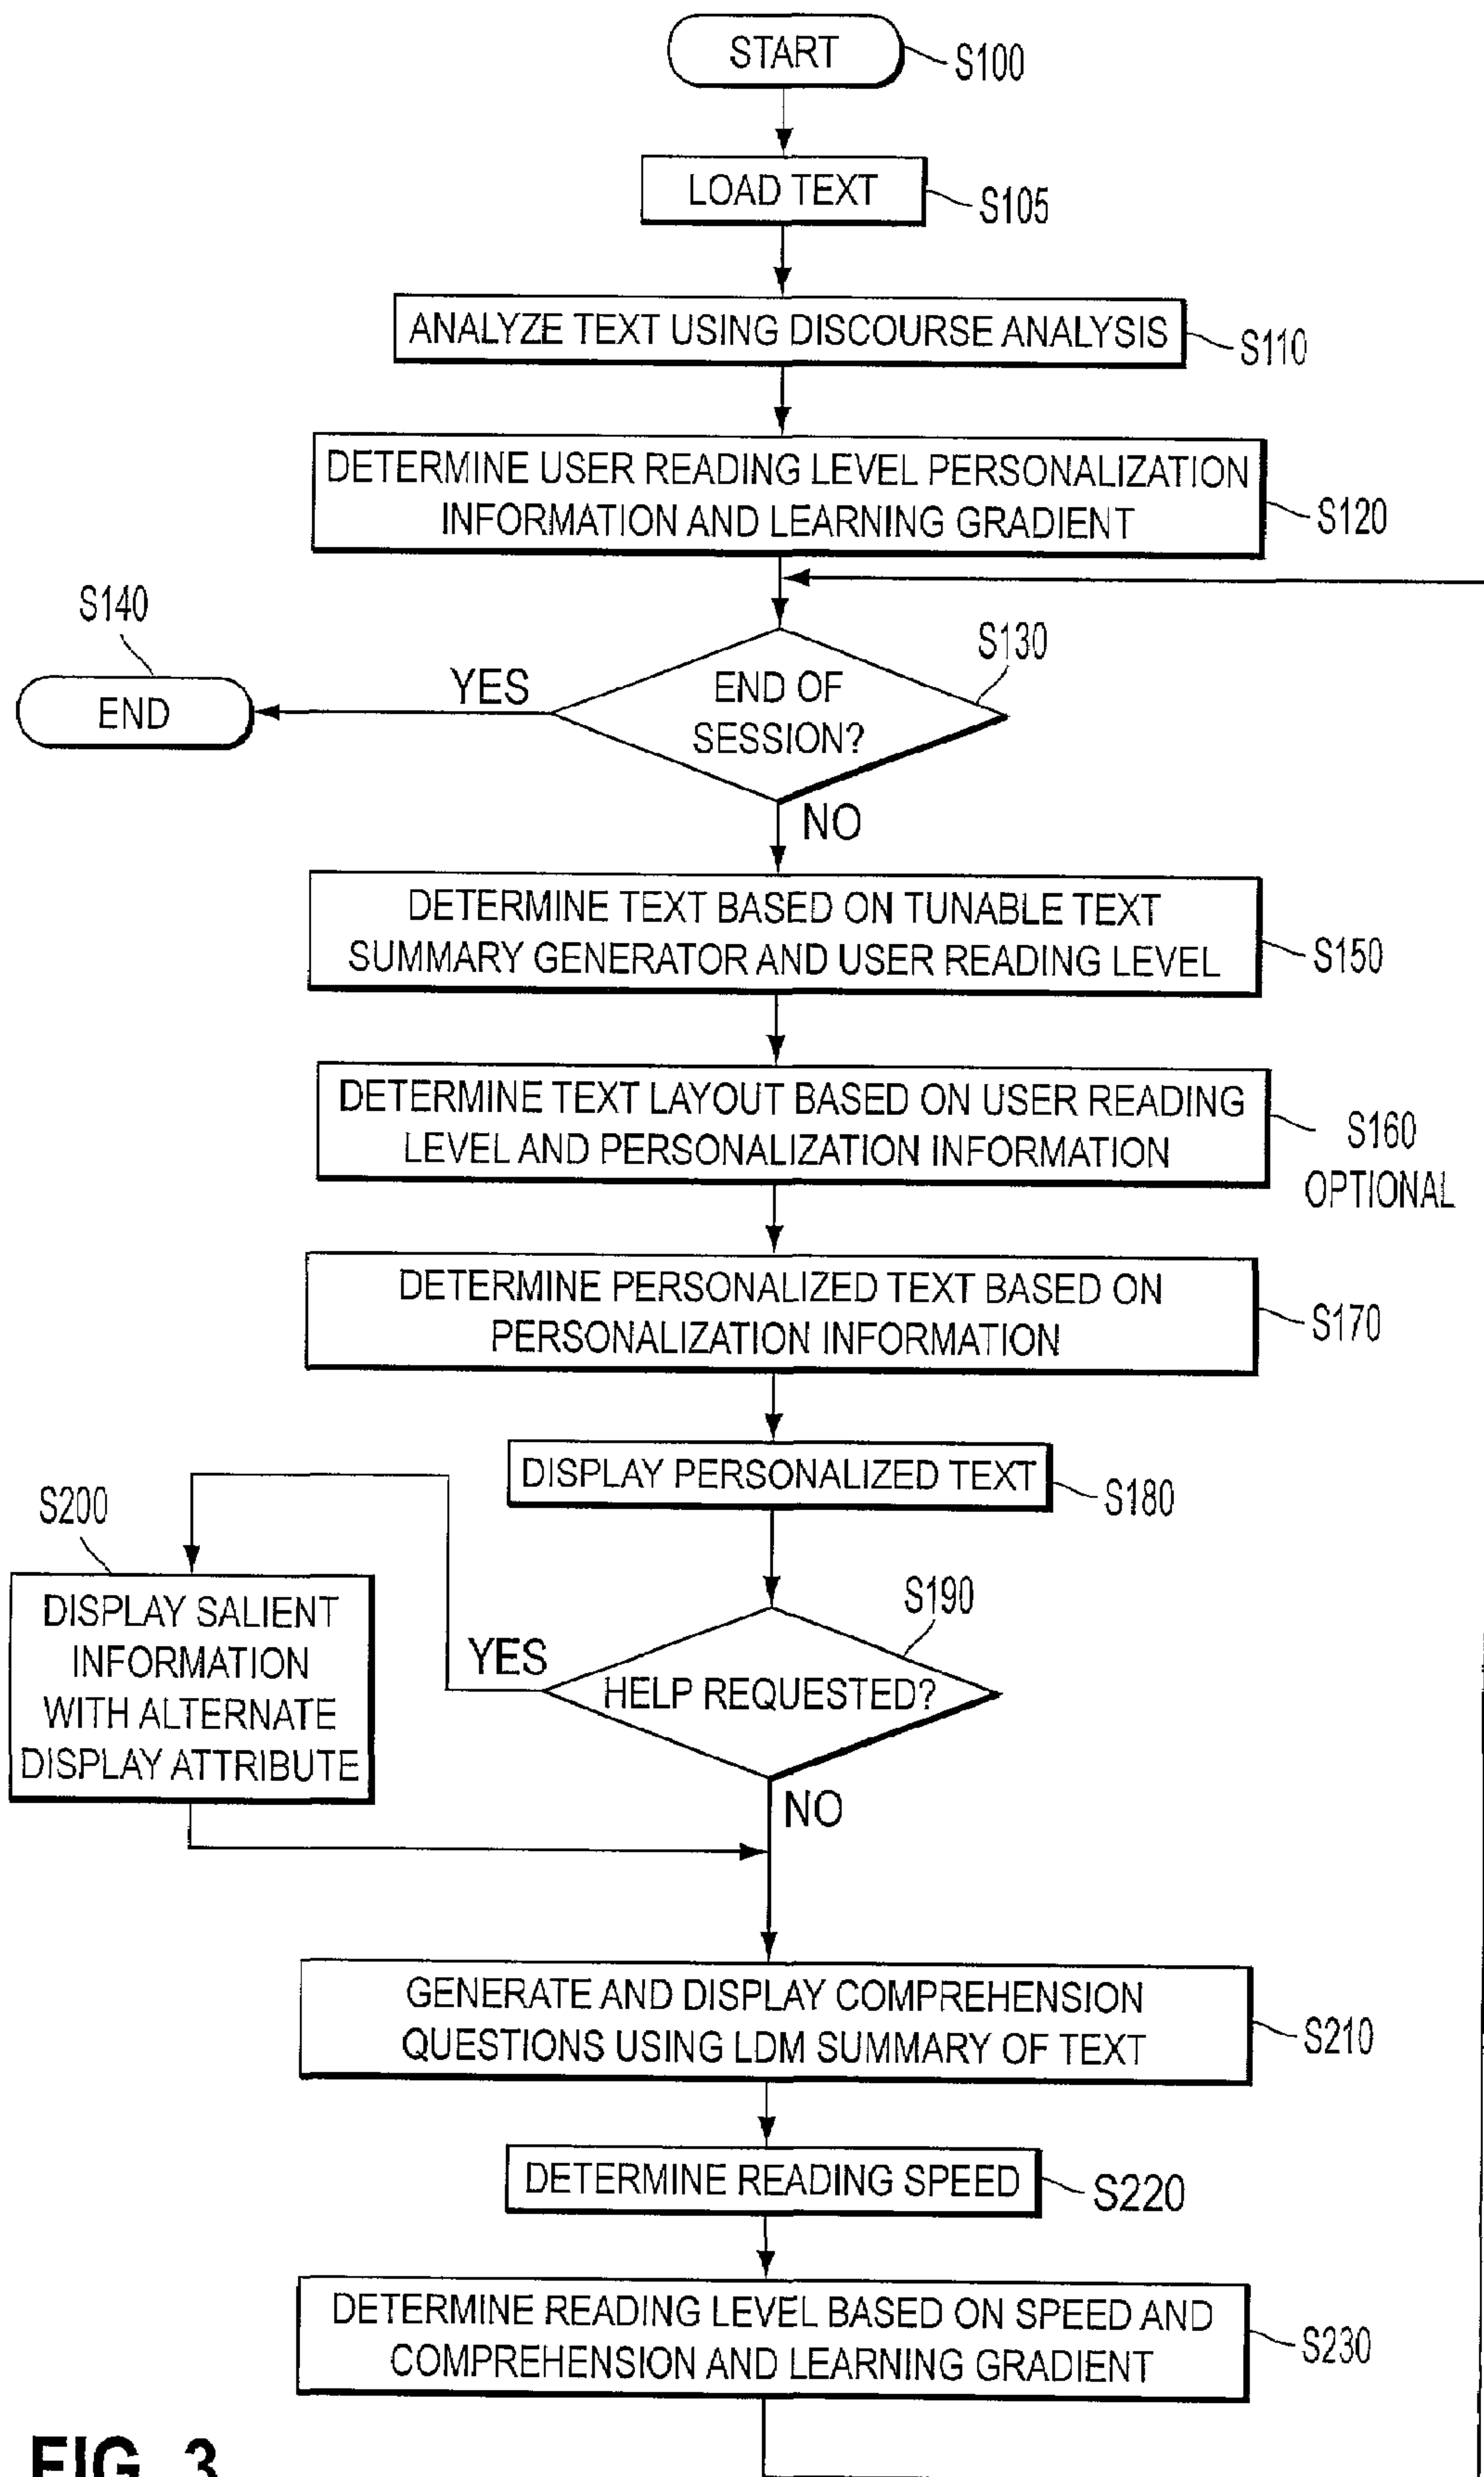 START
S100
LOAD TEXT
S105
ANALYZE TEXT USING DISCOURSE ANALYSIS
S110
DETERMINE USER READING LEVEL PERSONALIZATION
INFORMATION AND LEARNING GRADIENT
S120
S140
END
YES
END OF
SESSION?
S130
NO
DETERMINE TEXT BASED ON TUNABLE TEXT
SUMMARY GENERATOR AND USER READING LEVEL
S150
DETERMINE TEXT LAYOUT BASED ON USER READING
LEVEL AND PERSONALIZATION INFORMATION
S160
OPTIONAL
DETERMINE PERSONALIZED TEXT BASED ON
PERSONALIZATION INFORMATION
S170
DISPLAY PERSONALIZED TEXT
S180
S200
DISPLAY SALIENT
INFORMATION
WITH ALTERNATE
DISPLAY ATTRIBUTE
YES
S190
HELP REQUESTED?
NO
GENERATE AND DISPLAY COMPREHENSION
QUESTIONS USING LDM SUMMARY OF TEXT
S210
DETERMINE READING SPEED
S220
DETERMINE READING LEVEL BASED ON SPEED AND
COMPREHENSION AND LEARNING GRADIENT
S230
FIG. 3